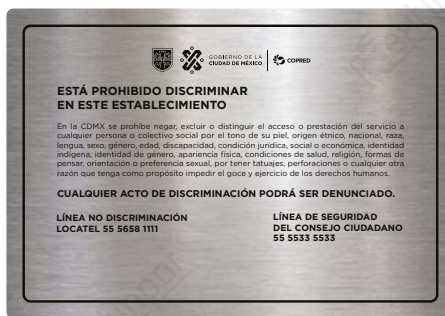 GOBIERNO DE LA
CIUDAD DE MÉXICO
COPRED
ESTÁ PROHIBIDO DISCRIMINAR
EN ESTE ESTABLECIMIENTO
En la CDMX se prohíbe negar, excluir o distinguir el acceso o prestación del servicio a
cualquier persona o colectivo social por el tono de su piel, origen étnico, nacional, raza,
lengua, sexo, género, edad, discapacidad, condición jurídica, social o económica, identidad
indígena, identidad de género, apariencia física, condiciones de salud, religión, formas de
pensar, orientación o preferencia sexual, por tener tatuajes, perforaciones o cualquier otra
razón que tenga como propósito impedir el goce y ejercicio de los derechos humanos.
CUALQUIER ACTO DE DISCRIMINACIÓN PODRÁ SER DENUNCIADO.
LÍNEA NO DISCRIMINACIÓN
LOCATEL 55 5658 1111
LÍNEA DE SEGURIDAD
DEL CONSEJO CIUDADANO
55 5533 5533